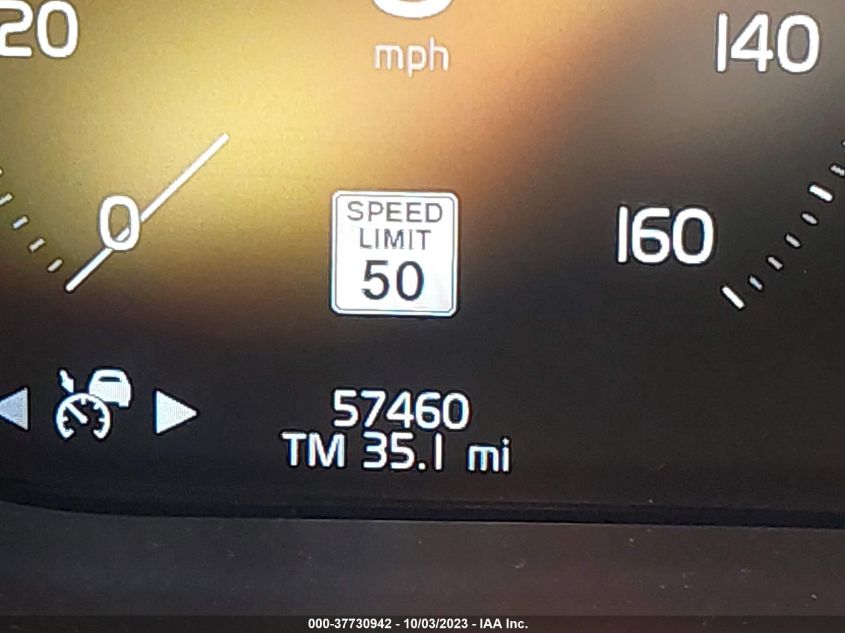 20
mph
140
0
SPEED
LIMIT
50
160
57460
TM 35.1 mi
000-37730942 - 10/03/2023 - IAA Inc.